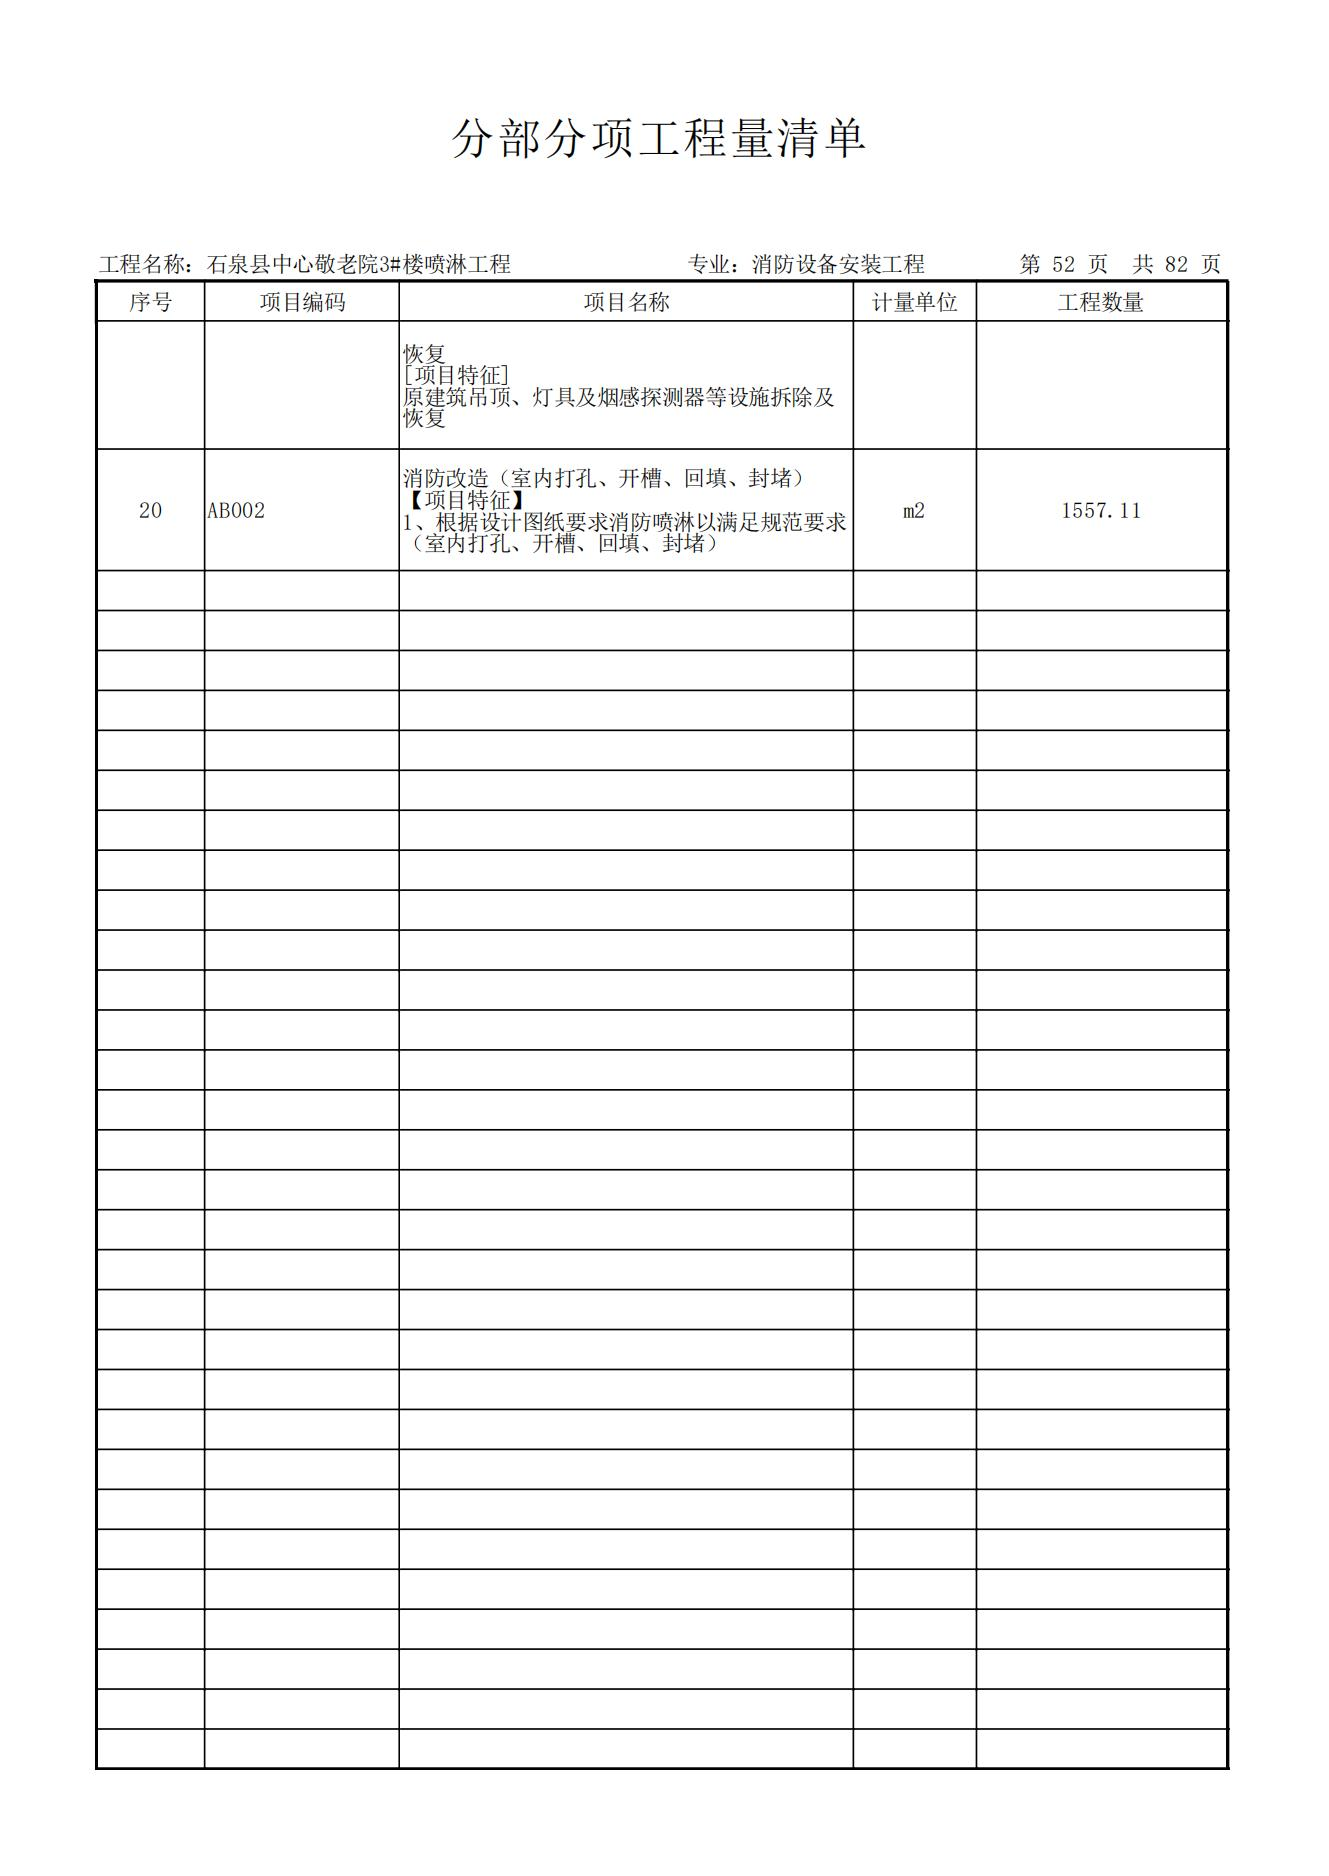 分部分项工程量清单
工程名称：石泉县中心敬老院3#楼喷淋工程 专业：消防设备安装工程 第 52 页 共 82 页
序号 项目编码 项目名称 计量单位 工程数量
恢复
[项目特征]
原建筑吊顶、灯具及烟感探测器等设施拆除及
恢复
消防改造（室内打孔、开槽、回填、封堵）
【项目特征】
20 AB002 1、根据设计图纸要求消防喷淋以满足规范要求 m2 1557.11
（室内打孔、开槽、回填、封堵）